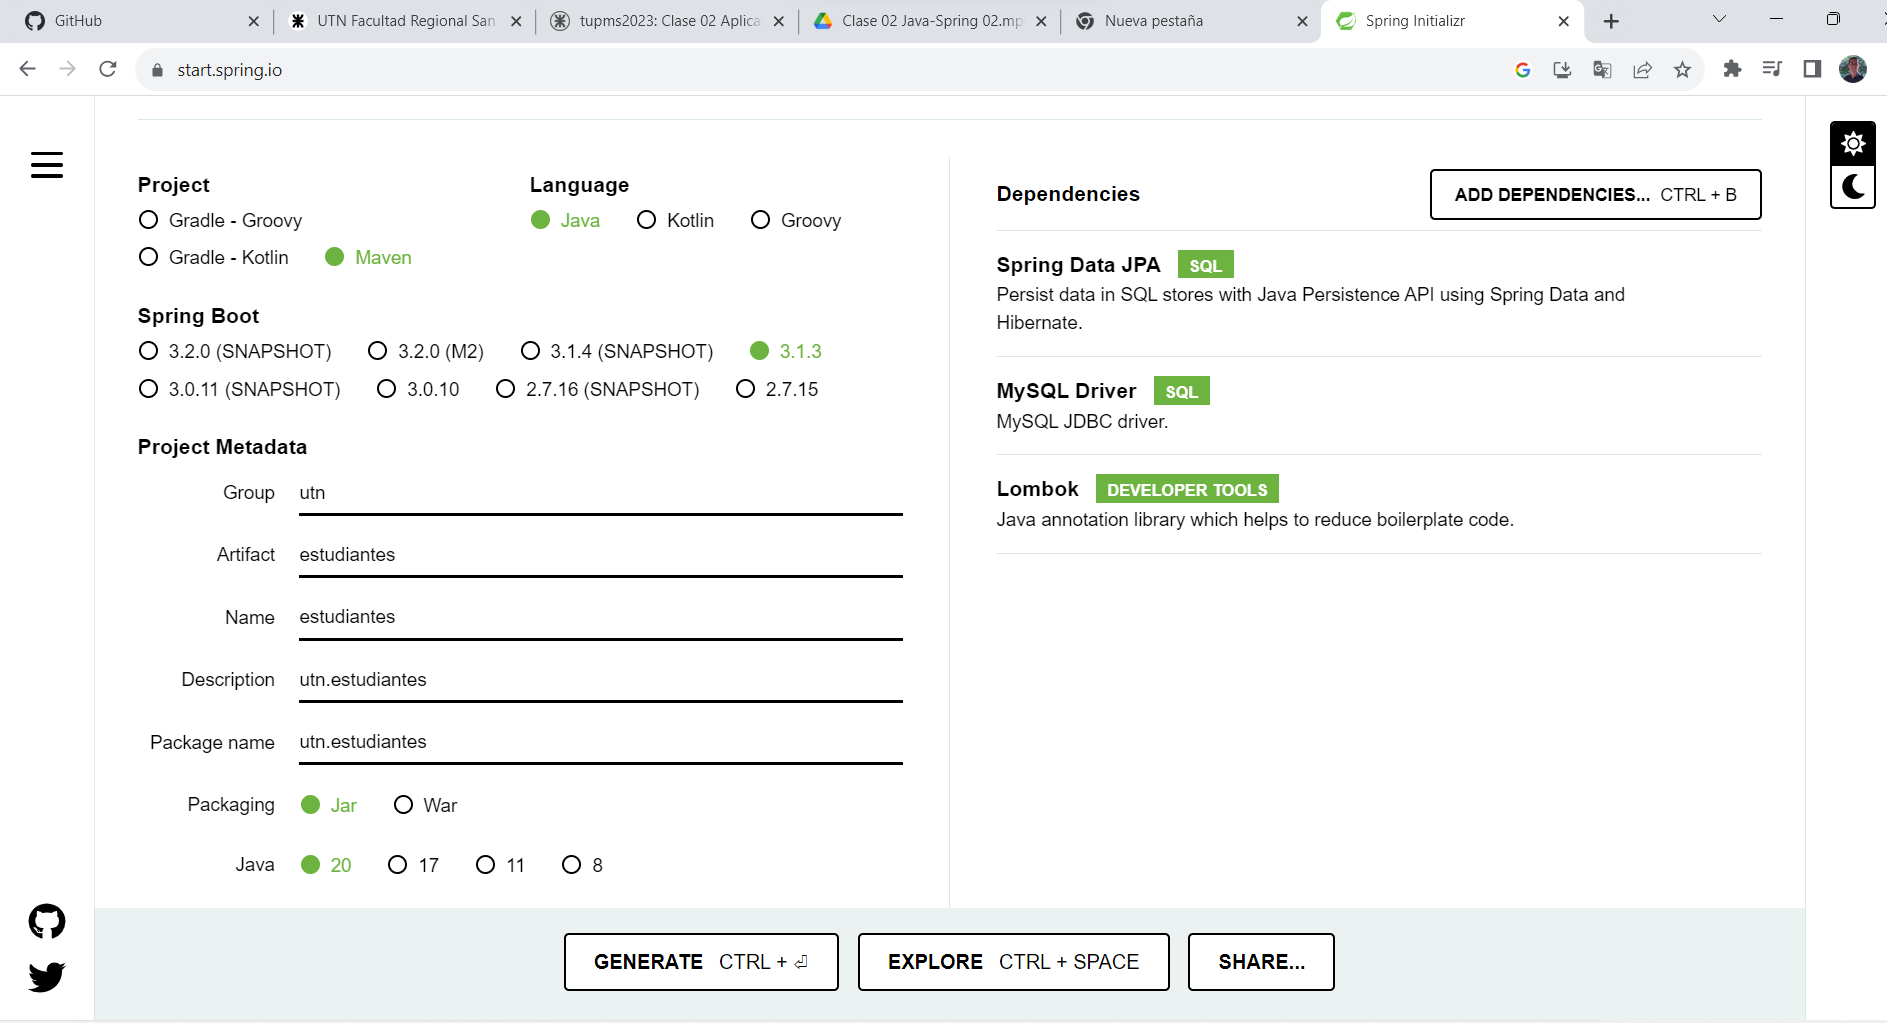 GitHub
UTN Facultad Regional San
tupms2023: Clase 02 Aplica
Clase 02 Java-Spring 02.mp
Nueva pestaña
Spring Initializr
start.spring.io
Project
Gradle - Groovy
Gradle - Kotlin
Maven
Language
Java
Kotlin
Groovy
Spring Boot
3.2.0 (SNAPSHOT)
3.2.0 (M2)
3.1.4 (SNAPSHOT)
3.1.3
3.0.11 (SNAPSHOT)
3.0.10
2.7.16 (SNAPSHOT)
2.7.15
Project Metadata
Group
utn
Artifact
estudiantes
Name
estudiantes
Description
utn.estudiantes
Package name
utn.estudiantes
Packaging
Jar
War
Java
20
17
11
8
Dependencies
ADD DEPENDENCIES... CTRL + B
Spring Data JPA SQL
Persist data in SQL stores with Java Persistence API using Spring Data and
Hibernate.
MySQL Driver SQL
MySQL JDBC driver.
Lombok DEVELOPER TOOLS
Java annotation library which helps to reduce boilerplate code.
GENERATE CTRL + ⏎
EXPLORE CTRL + SPACE
SHARE...